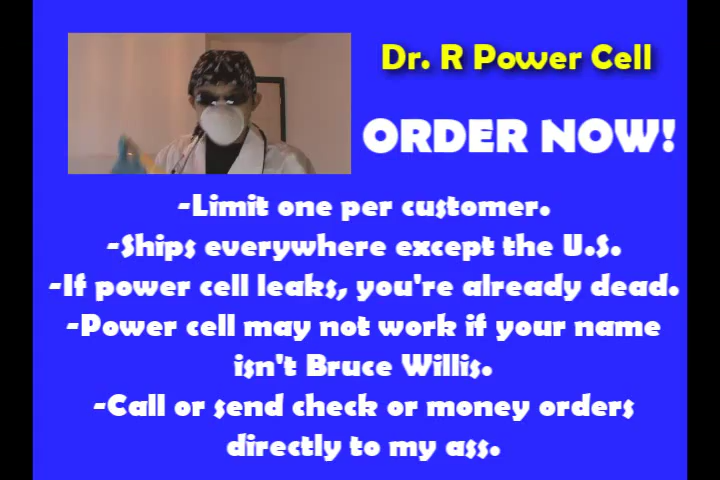 Dr. R Power Cell
ORDER NOW!
-Limit one per customer.
-Ships everywhere except the U.S.
-If power cell leaks, you're already dead.
-Power cell may not work if your name
isn't Bruce Willis.
-Call or send check or money orders
directly to my ass.